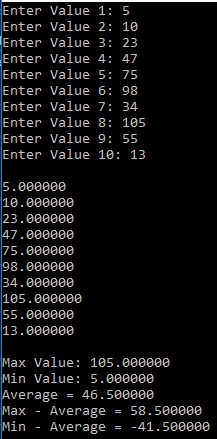 Enter Value 1: 5
Enter Value 2: 10
Enter Value 3: 23
Enter Value 4: 47
Enter Value 5: 75
Enter Value 6: 98
Enter Value 7: 34
Enter Value 8: 105
Enter Value 9: 55
Enter Value 10: 13
5.000000
10.000000
23.000000
47.000000
75.000000
98.000000
34.000000
105.000000
55.000000
13.000000
Max Value: 105.000000
Min Value: 5.000000
Average = 46.500000
Max - Average = 58.500000
Min - Average = -41.500000